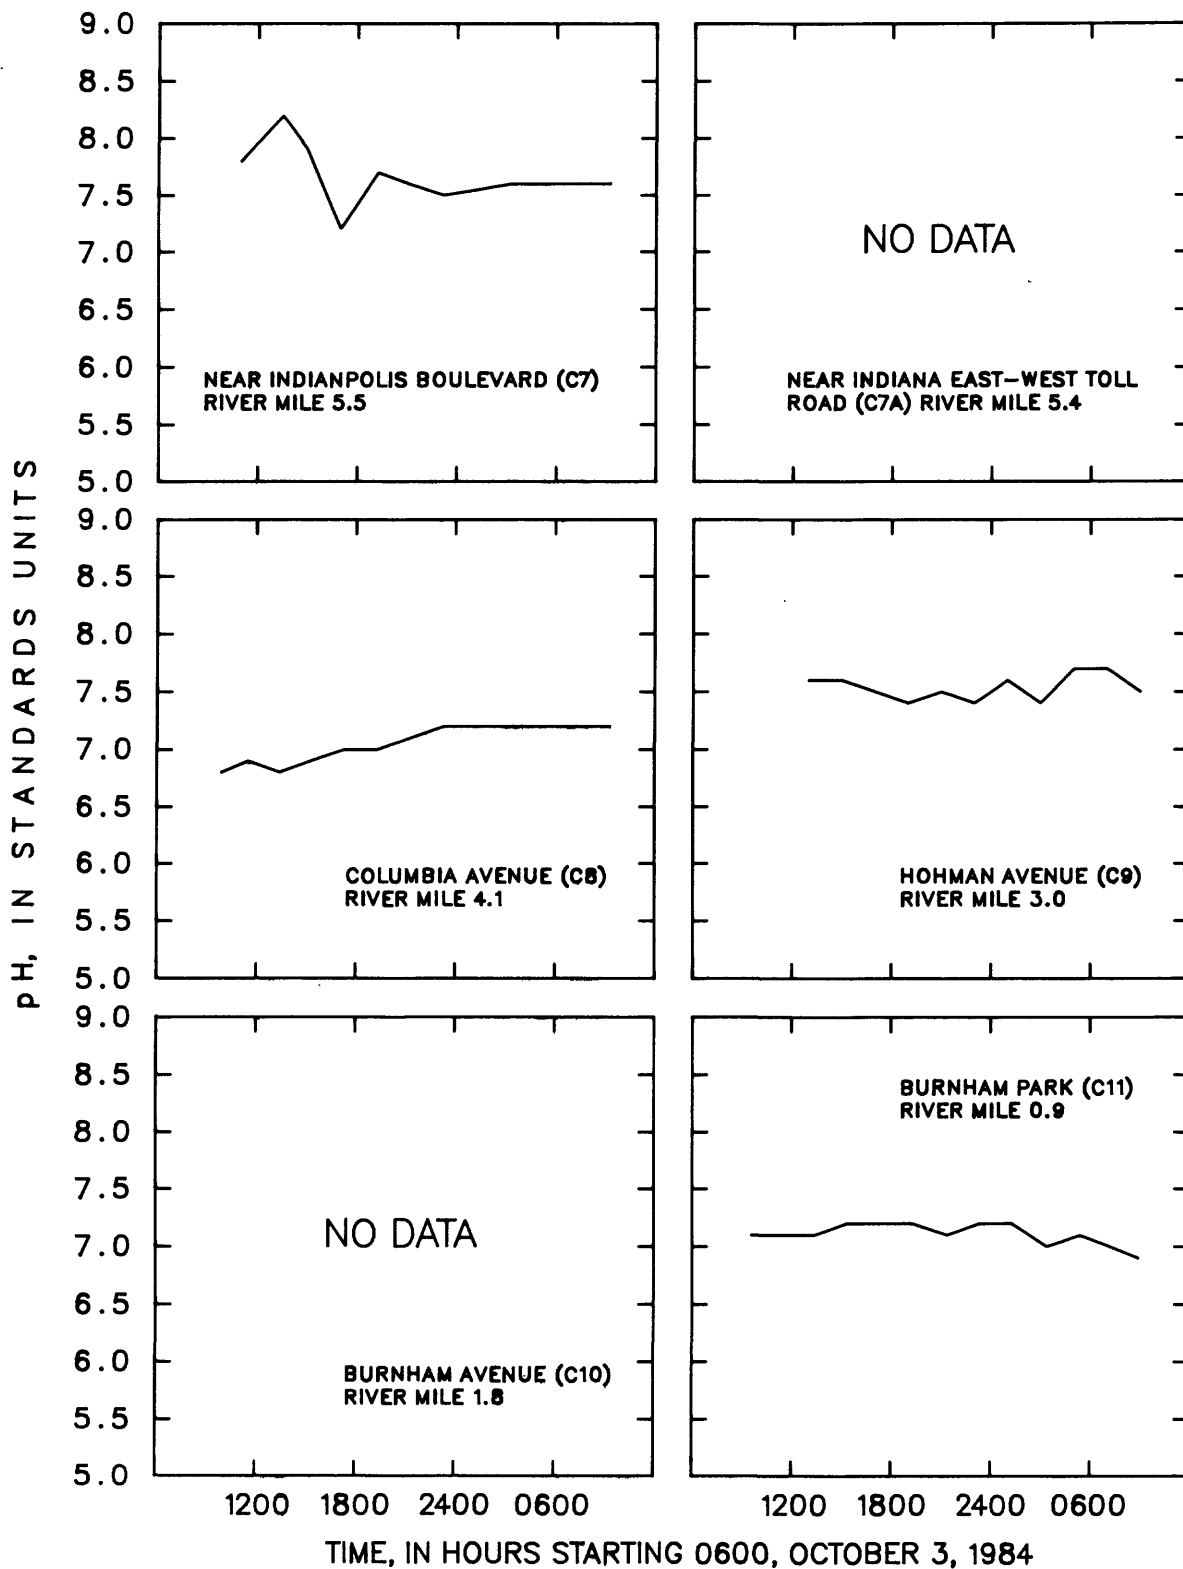 pH, IN STANDARDS UNITS
9.0
8.5
8.0
7.5
7.0
6.5
6.0
5.5
5.0
NEAR INDIANPOLIS BOULEVARD (C7)
RIVER MILE 5.5
NO DATA
NEAR INDIANA EAST-WEST TOLL
ROAD (C7A) RIVER MILE 5.4
9.0
8.5
8.0
7.5
7.0
6.5
6.0
5.5
5.0
COLUMBIA AVENUE (C8)
RIVER MILE 4.1
HOHMAN AVENUE (C9)
RIVER MILE 3.0
9.0
8.5
8.0
7.5
7.0
6.5
6.0
5.5
5.0
NO DATA
BURNHAM AVENUE (C10)
RIVER MILE 1.8
BURNHAM PARK (C11)
RIVER MILE 0.9
1200 1800 2400 0600
1200 1800 2400 0600
TIME, IN HOURS STARTING 0600, OCTOBER 3, 1984